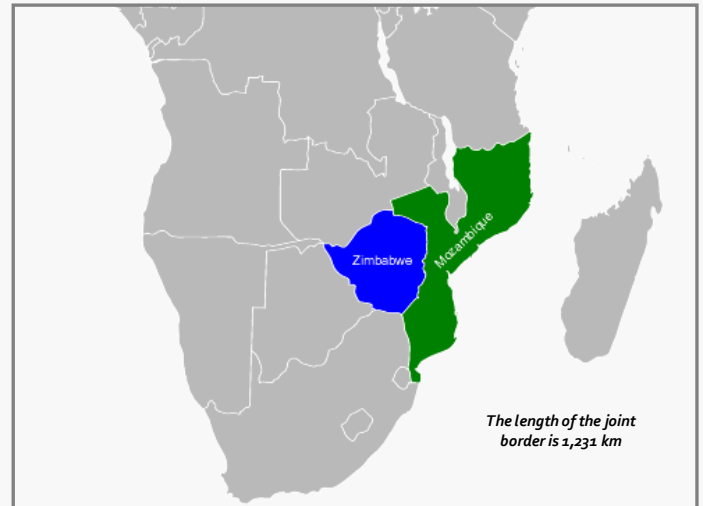 Zimbabwe
Mozambique
The length of the joint
border is 1,231 km